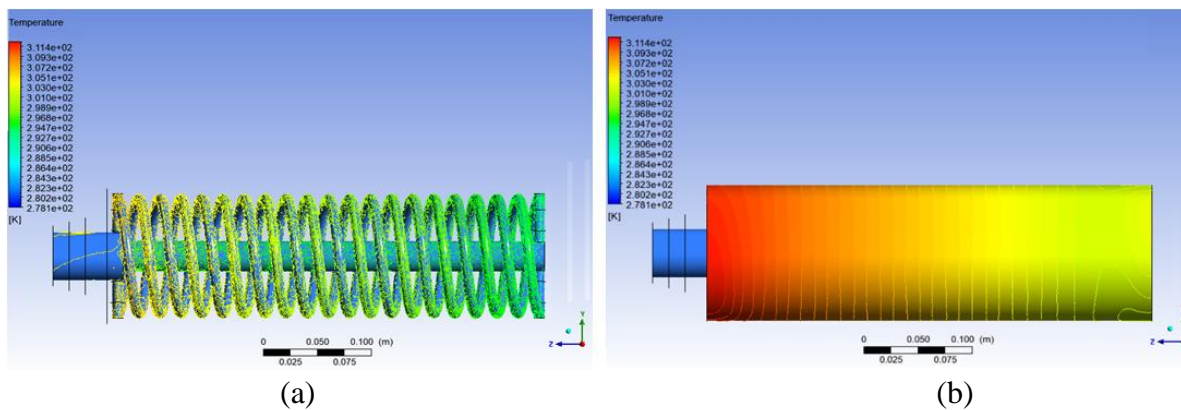 Temperature
3.114e+02
3.093e+02
3.072e+02
3.051e+02
3.030e+02
3.010e+02
2.989e+02
2.968e+02
2.947e+02
2.927e+02
2.906e+02
2.885e+02
2.864e+02
2.843e+02
2.823e+02
2.802e+02
2.781e+02
[K]
0 0.050 0.100 (m)
0.025 0.075
Y
Z
(a)
Temperature
3.114e+02
3.093e+02
3.072e+02
3.051e+02
3.030e+02
3.010e+02
2.989e+02
2.968e+02
2.947e+02
2.927e+02
2.906e+02
2.885e+02
2.864e+02
2.843e+02
2.823e+02
2.802e+02
2.781e+02
[K]
0 0.050 0.100 (m)
0.025 0.075
Z
(b)